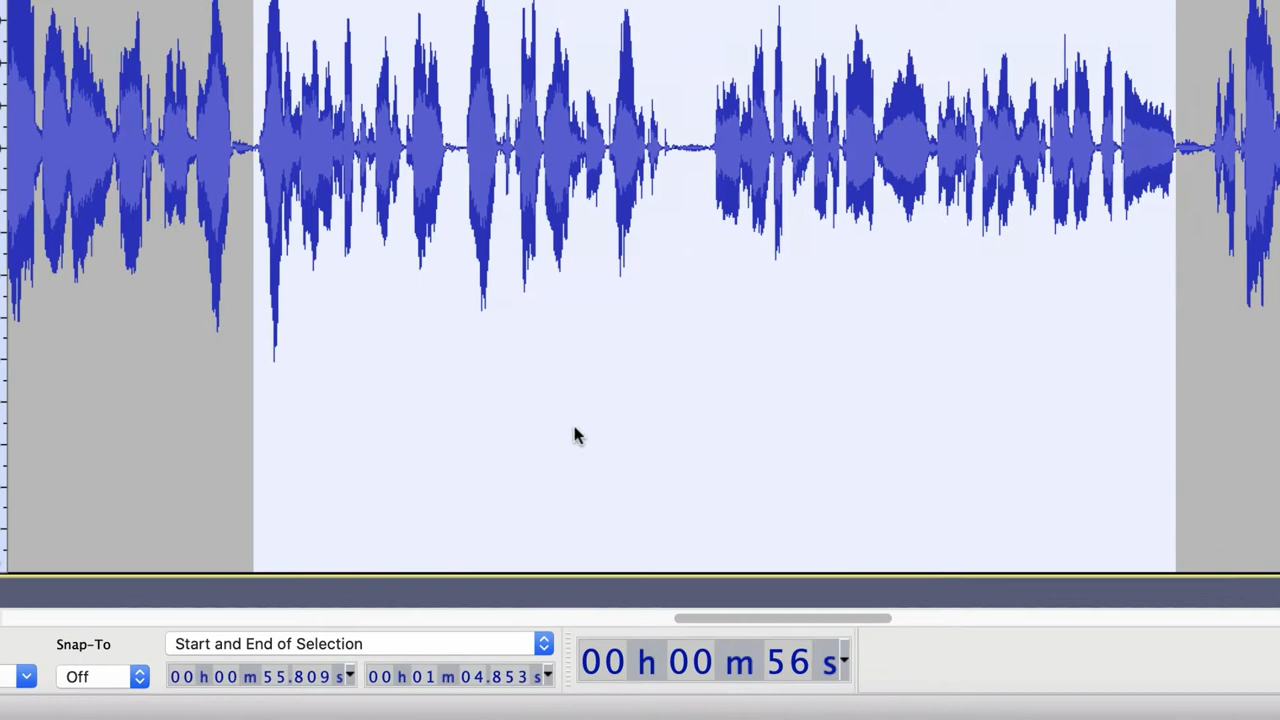 Snap-To
Start and End of Selection
Off
00 h 00 m 55.809 s
00 h 01 m 04.853 s
00 h 00 m 56 s